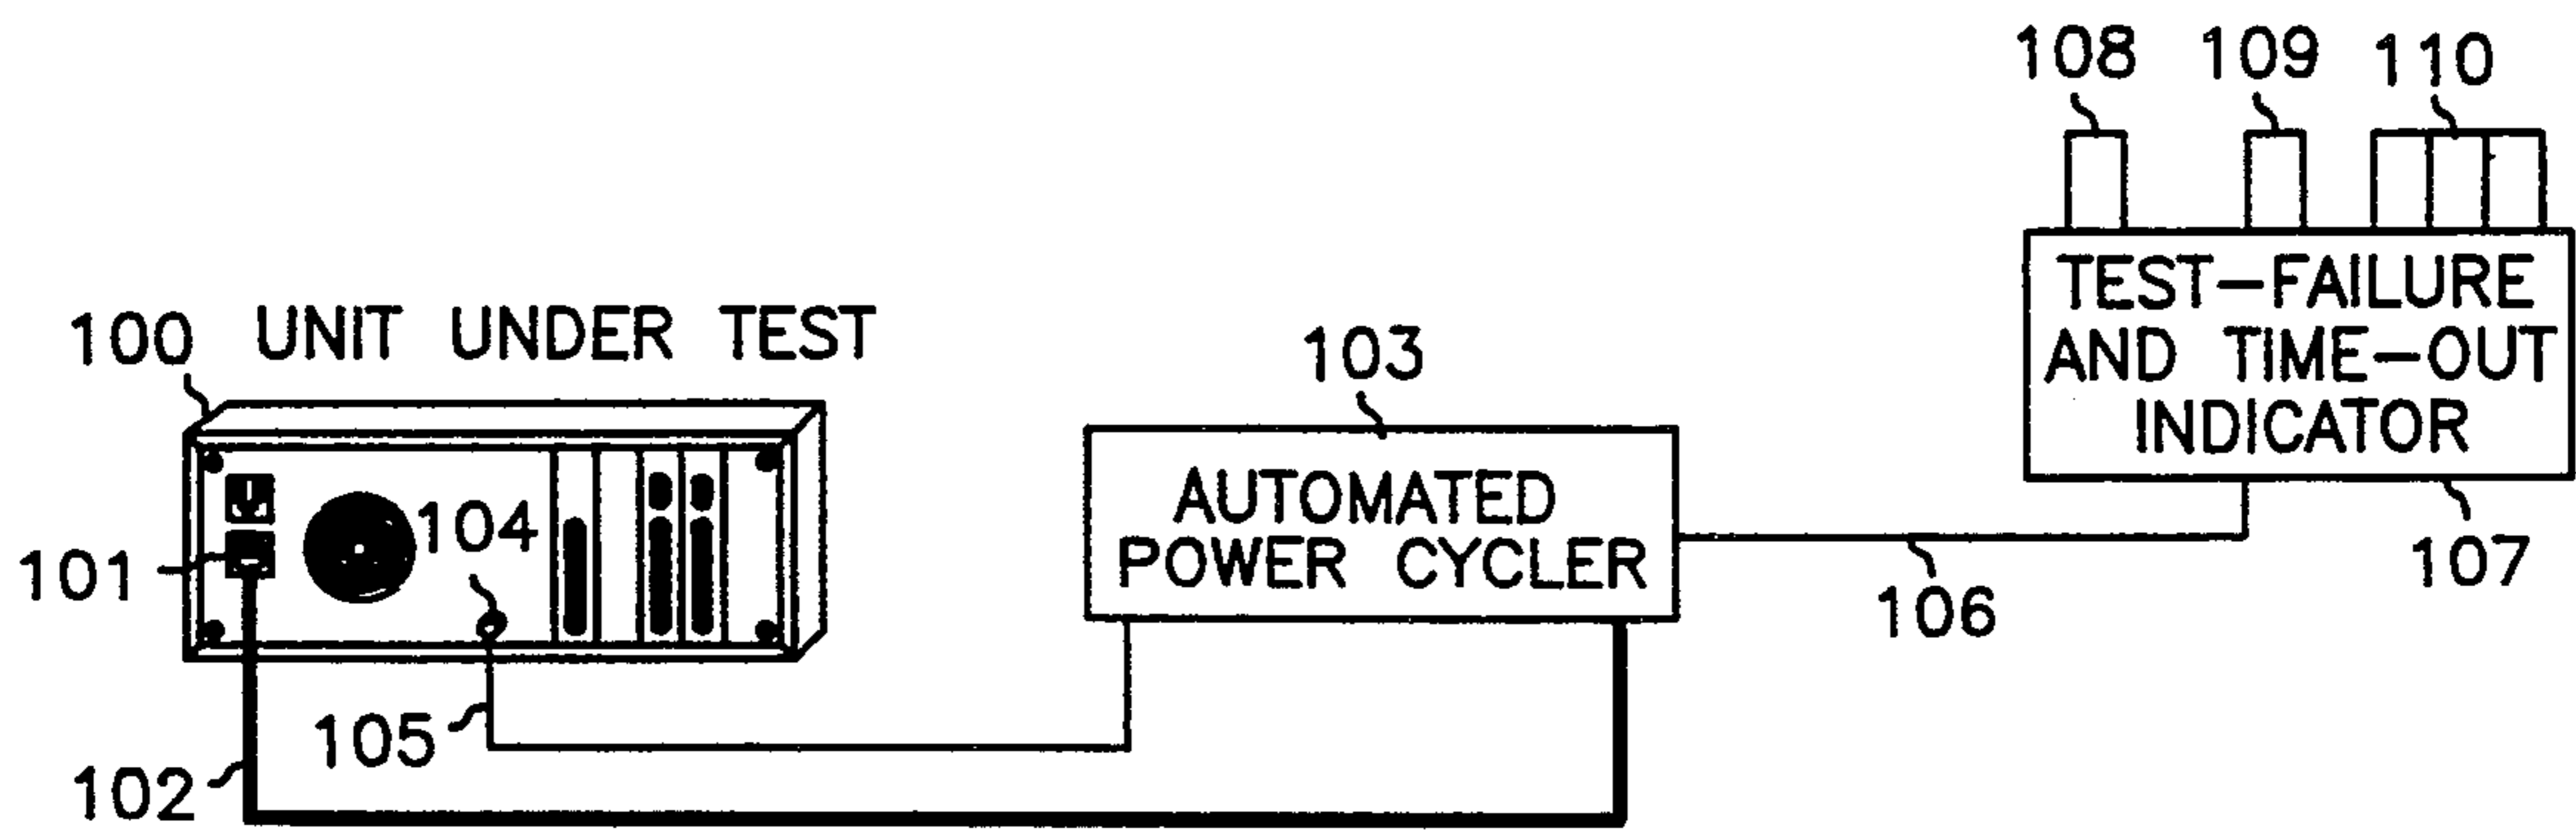 108 109 110
TEST-FAILURE
AND TIME-OUT
INDICATOR
100 UNIT UNDER TEST
103
AUTOMATED
POWER CYCLER
104
101
107
106
105
102